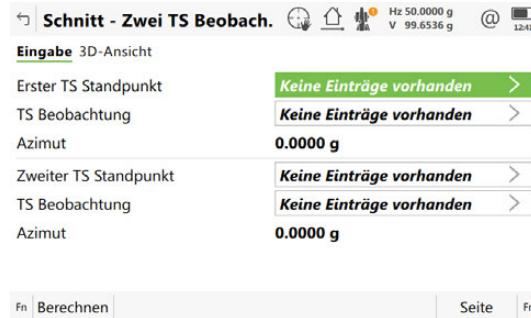 Schnitt - Zwei TS Beobach. Hz 50.0000 g
V 99.6536 g
Eingabe 3D-Ansicht
Erster TS Standpunkt Keine Einträge vorhanden
TS Beobachtung Keine Einträge vorhanden
Azimut 0.0000 g
Zweiter TS Standpunkt Keine Einträge vorhanden
TS Beobachtung Keine Einträge vorhanden
Azimut 0.0000 g
Fn Berechnen Seite